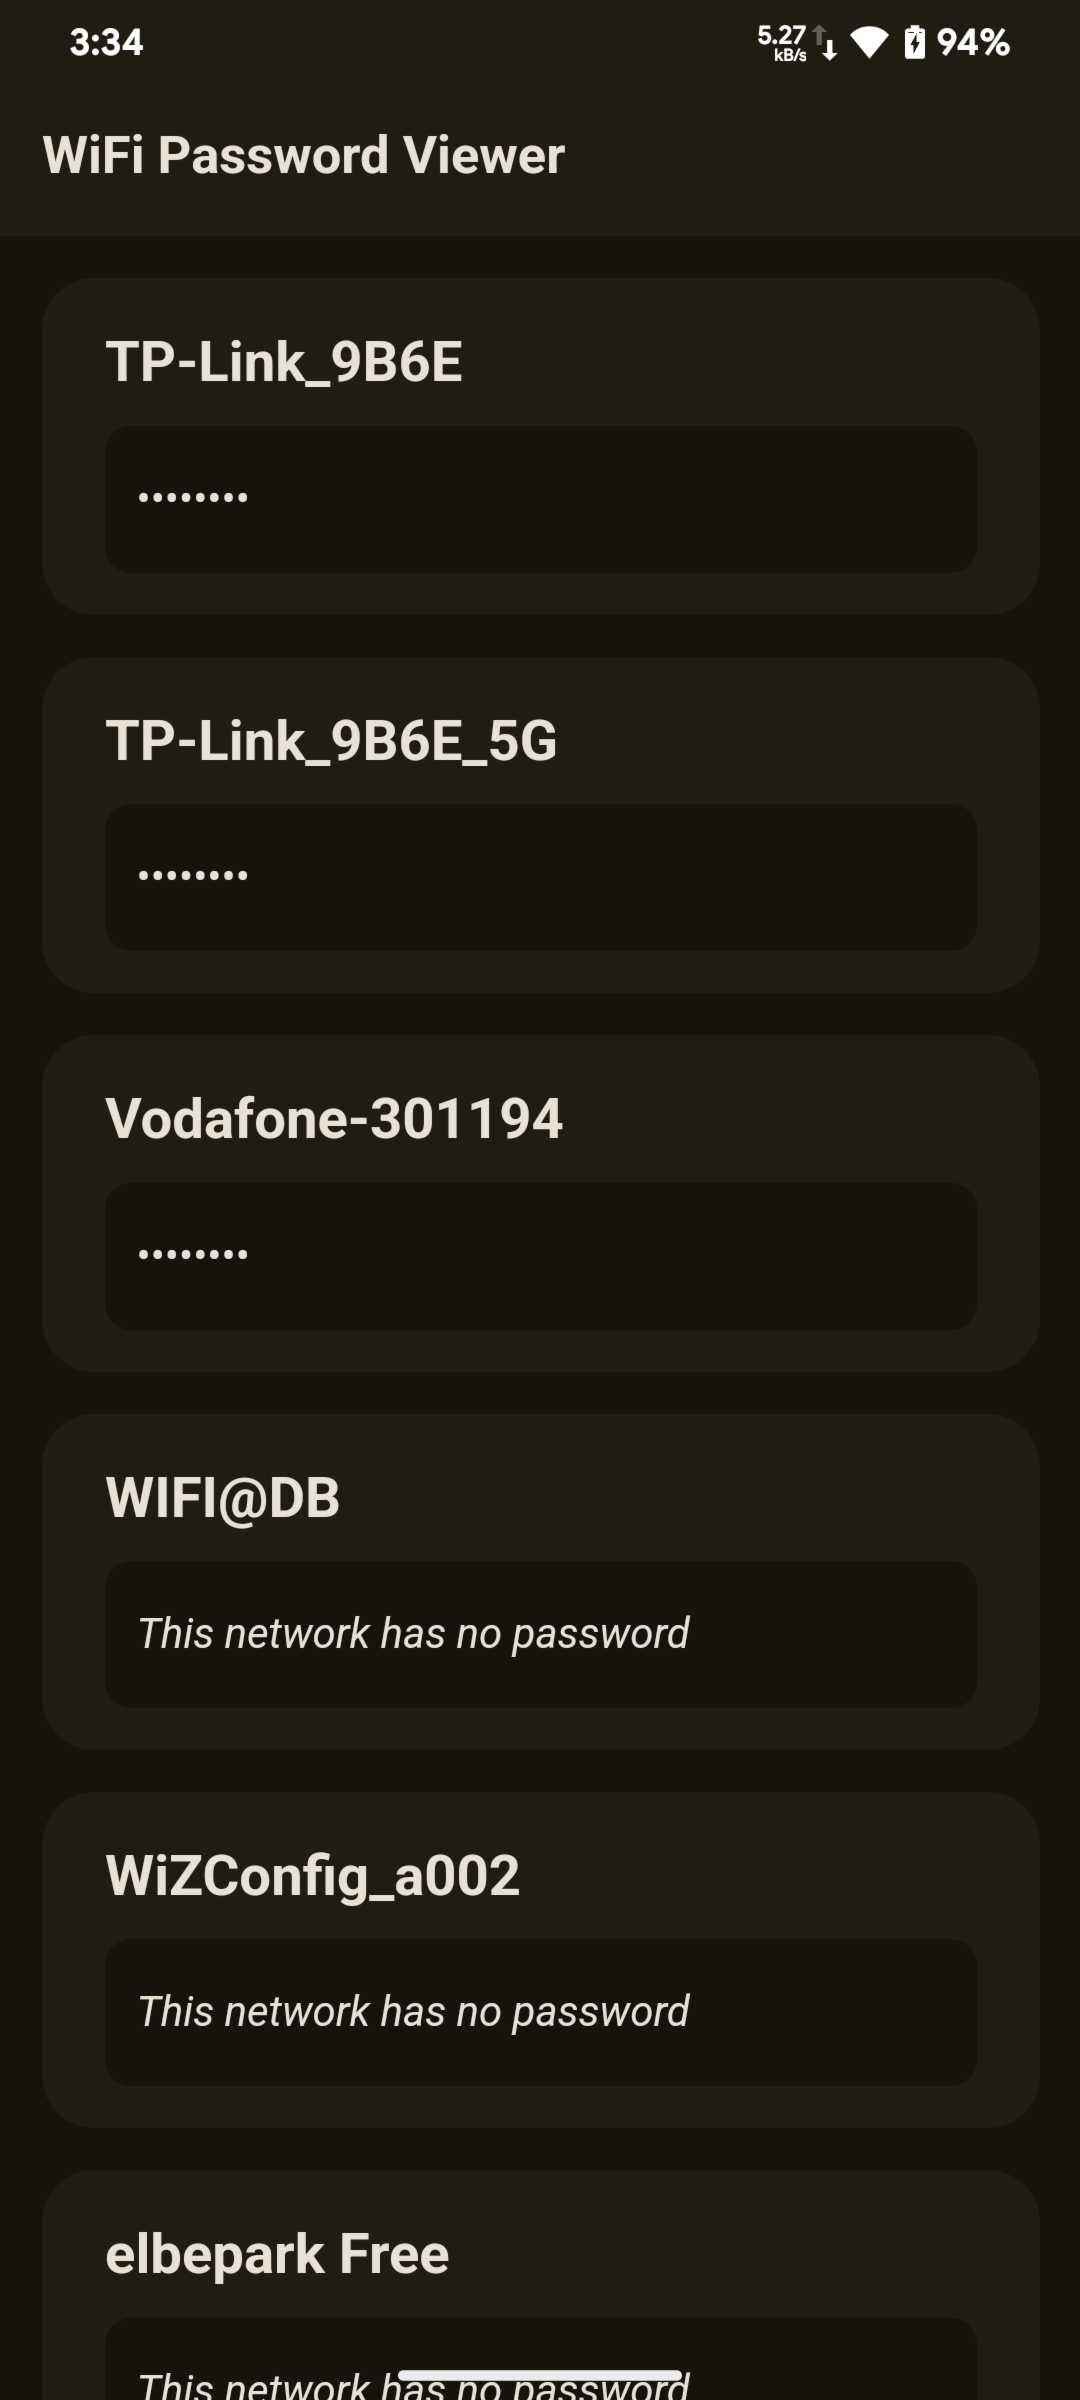 3:34
5.27
kB/s
94%
WiFi Password Viewer
TP-Link_9B6E
••••••••
TP-Link_9B6E_5G
••••••••
Vodafone-301194
••••••••
WIFI@DB
This network has no password
WiZConfig_a002
This network has no password
elbepark Free
This network has no password